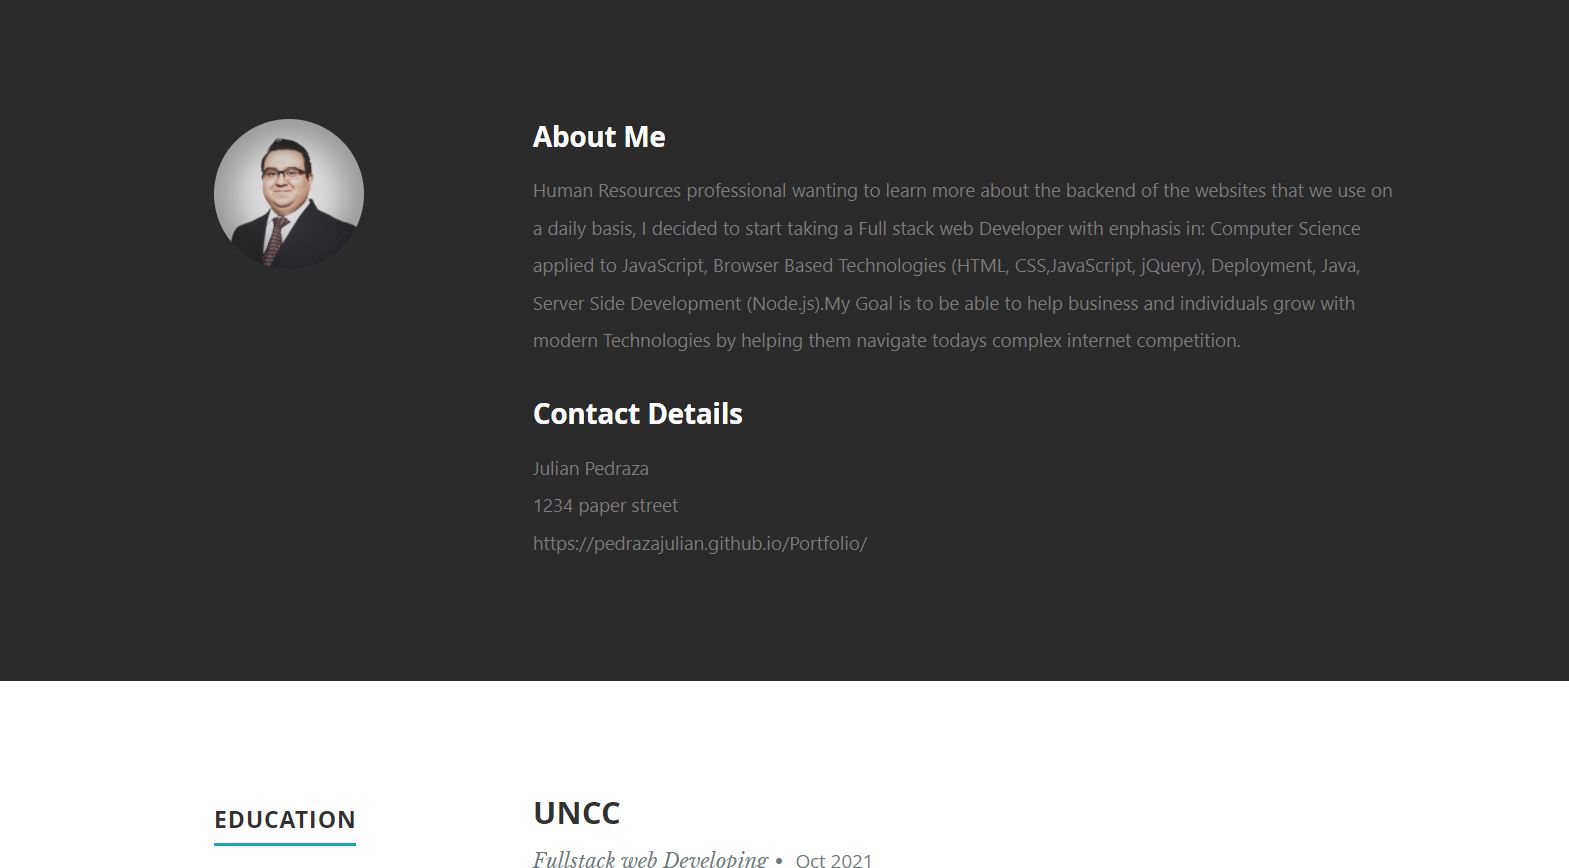 About Me
Human Resources professional wanting to learn more about the backend of the websites that we use on
a daily basis, I decided to start taking a Full stack web Developer with enphasis in: Computer Science
applied to JavaScript, Browser Based Technologies (HTML, CSS,JavaScript, jQuery), Deployment, Java,
Server Side Development (Node.js).My Goal is to be able to help business and individuals grow with
modern Technologies by helping them navigate todays complex internet competition.
Contact Details
Julian Pedraza
1234 paper street
https://pedrazajulian.github.io/Portfolio/
EDUCATION
UNCC
Fullstack web Developing • Oct 2021